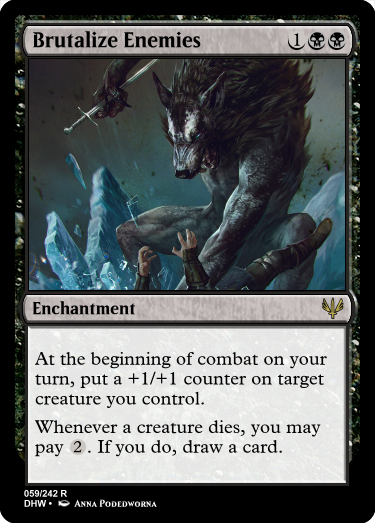 Brutalize Enemies 1
Enchantment
At the beginning of combat on your
turn, put a +1/+1 counter on target
creature you control.
Whenever a creature dies, you may
pay 2. If you do, draw a card.
059/242 R
DHW • Anna Podedworna